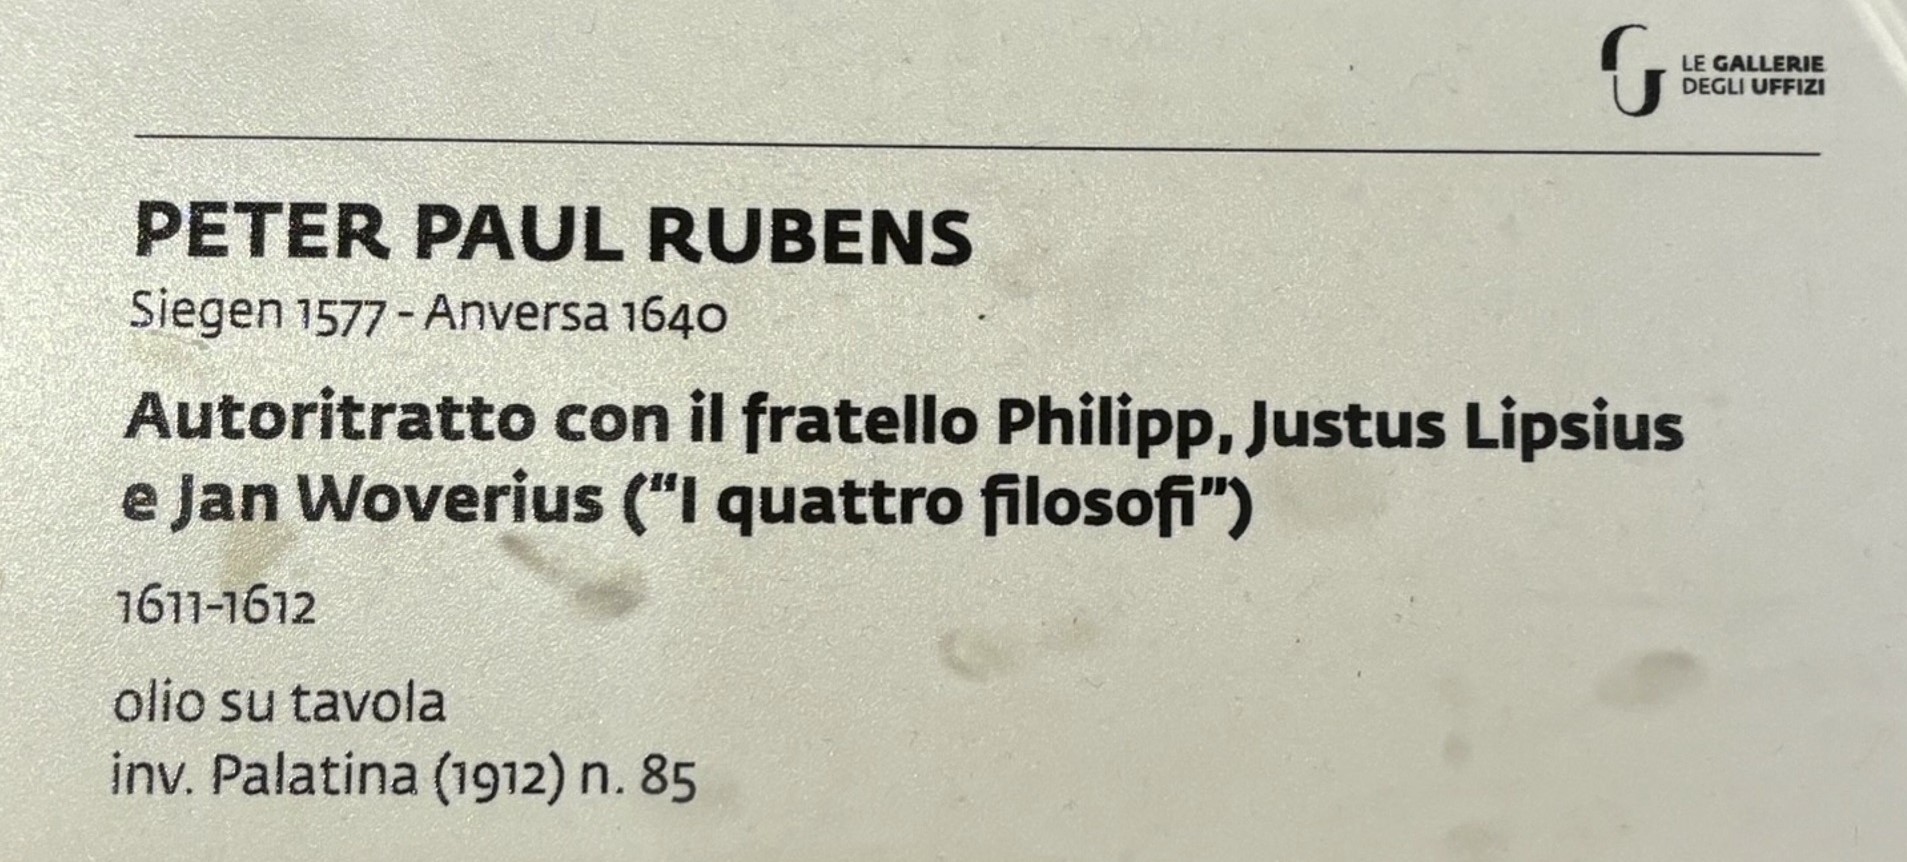 LE GALLERIE
DEGLI UFFIZI
PETER PAUL RUBENS
Siegen 1577 - Anversa 1640
Autoritratto con il fratello Philipp, Justus Lipsius
e Jan Woverius (“I quattro filosofi”)
1611-1612
olio su tavola
inv. Palatina (1912) n. 85